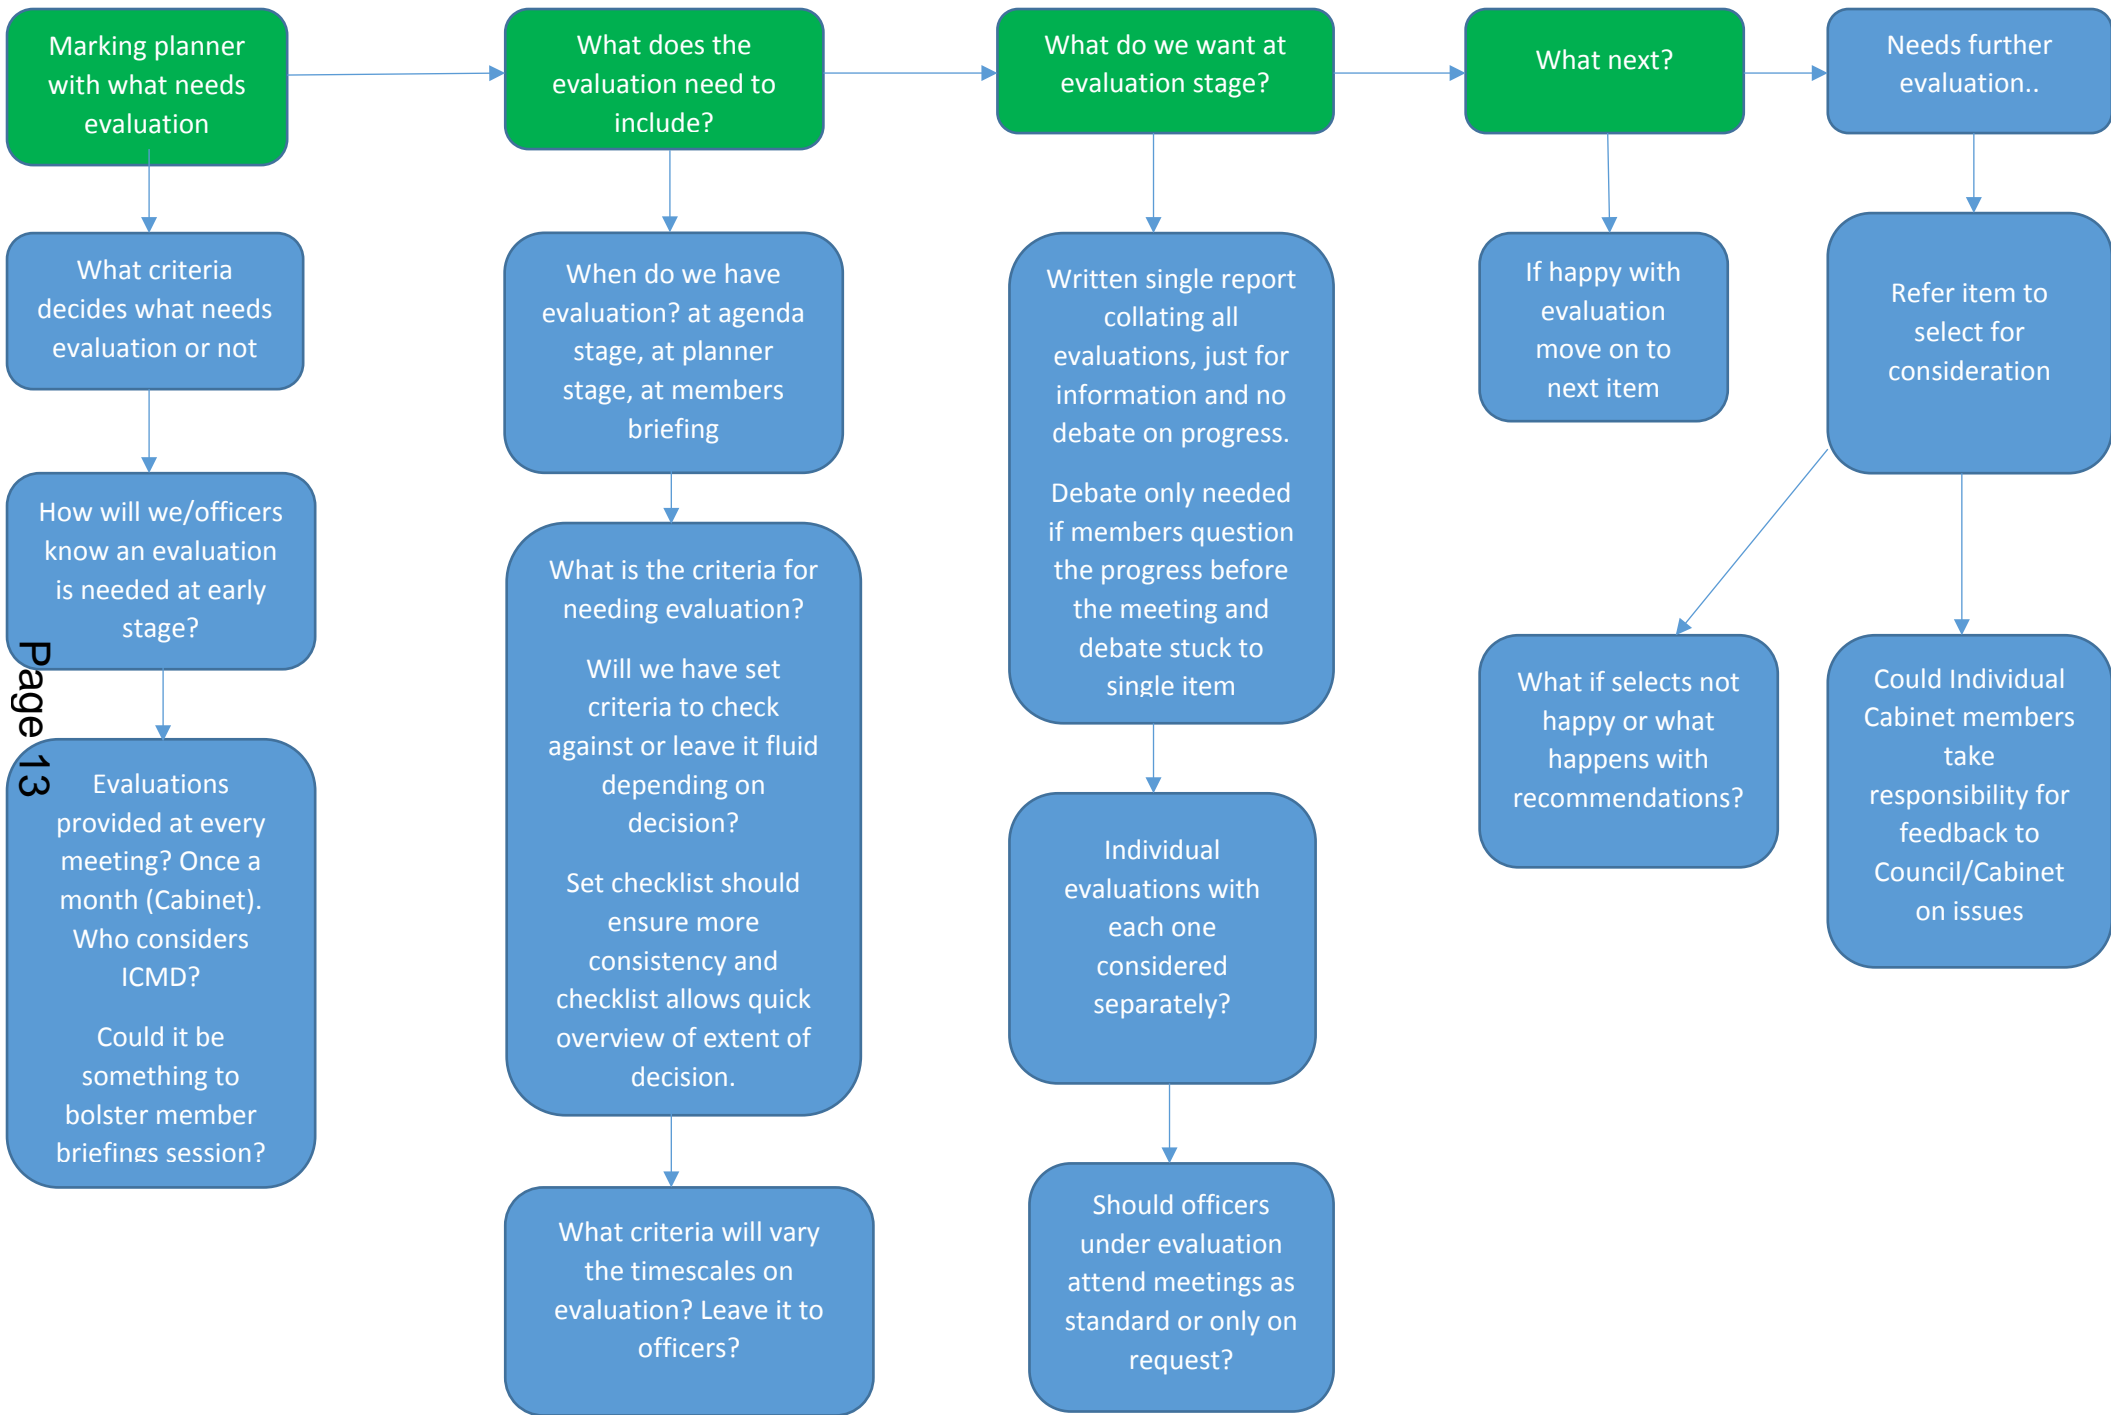 Marking planner
with what needs
evaluation
What criteria
decides what needs
evaluation or not
How will we/officers
know an evaluation
is needed at early
stage?
Evaluations
provided at every
meeting? Once a
month (Cabinet).
Who considers
ICMD?
Could it be
something to
bolster member
briefings session?
Page 13
What does the
evaluation need to
include?
When do we have
evaluation? at agenda
stage, at planner
stage, at members
briefing
What is the criteria for
needing evaluation?
Will we have set
criteria to check
against or leave it fluid
depending on
decision?
Set checklist should
ensure more
consistency and
checklist allows quick
overview of extent of
decision.
What criteria will vary
the timescales on
evaluation? Leave it to
officers?
What do we want at
evaluation stage?
Written single report
collating all
evaluations, just for
information and no
debate on progress.
Debate only needed
if members question
the progress before
the meeting and
debate stuck to
single item
Individual
evaluations with
each one
considered
separately?
Should officers
under evaluation
attend meetings as
standard or only on
request?
What next?
If happy with
evaluation
move on to
next item
Needs further
evaluation..
Refer item to
select for
consideration
What if selects not
happy or what
happens with
recommendations?
Could Individual
Cabinet members
take
responsibility for
feedback to
Council/Cabinet
on issues